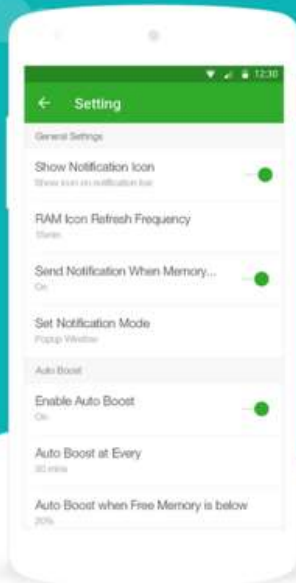 12:30
Setting
General Settings
Show Notification Icon
Show icon on notification bar
RAM Icon Refresh Frequency
Send Notification When Memory...
On
Set Notification Mode
Popup Window
Auto Boost
Enable Auto Boost
On
Auto Boost at Every
30 mins
Auto Boost when Free Memory is below
20%